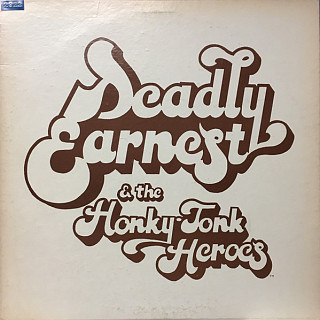 Deadly
Earnest
& the
Honky-Tonk
Heroes